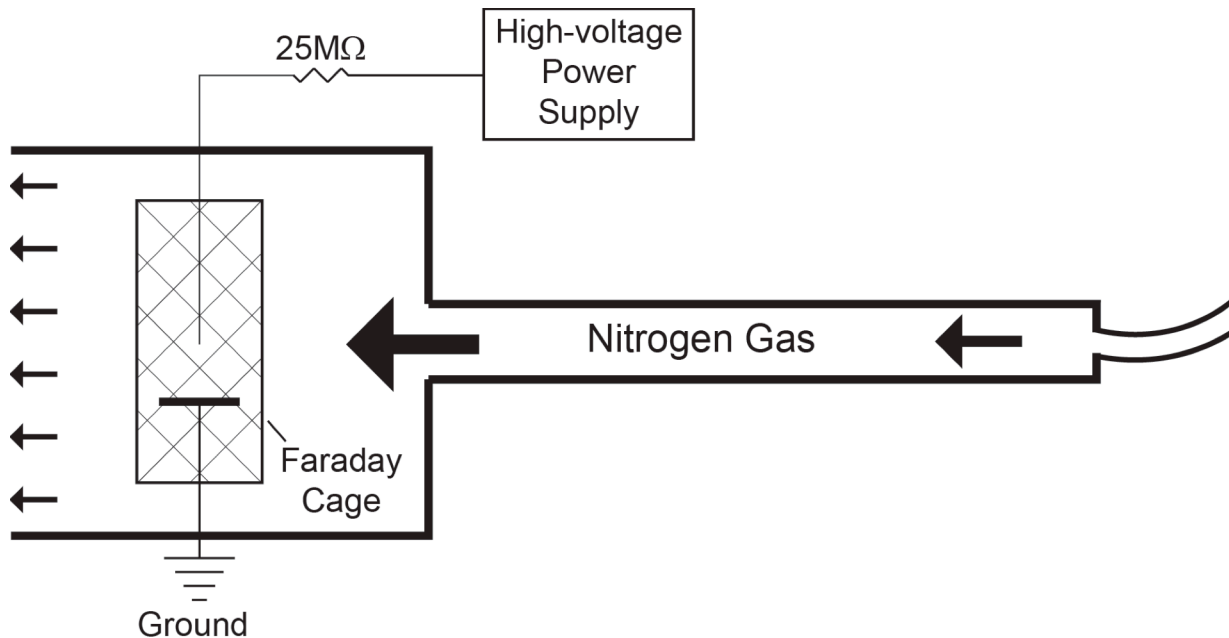 High-voltage
Power
Supply
25MΩ
Nitrogen Gas
Faraday
Cage
Ground